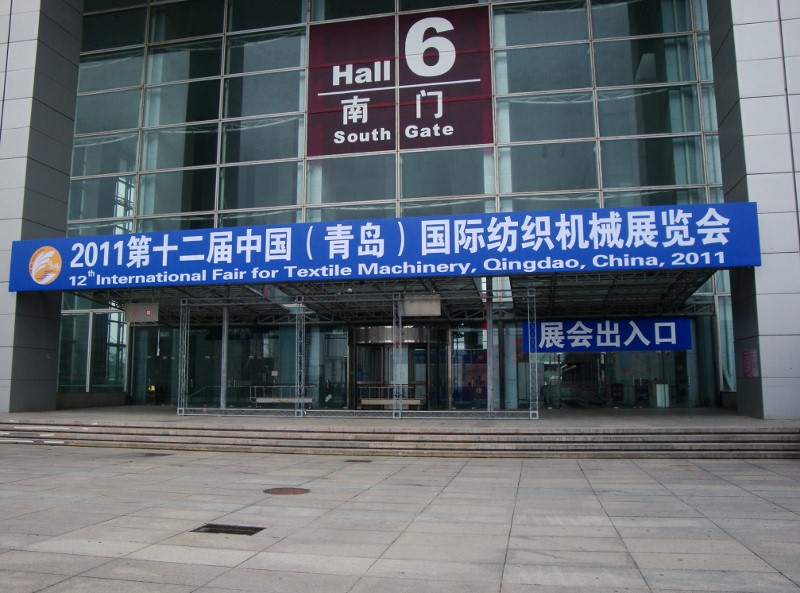 Hall 6
南门
South Gate
2011第十二届中国（青岛）国际纺织机械展览会
12th International Fair for Textile Machinery, Qingdao, China, 2011
展会出入口